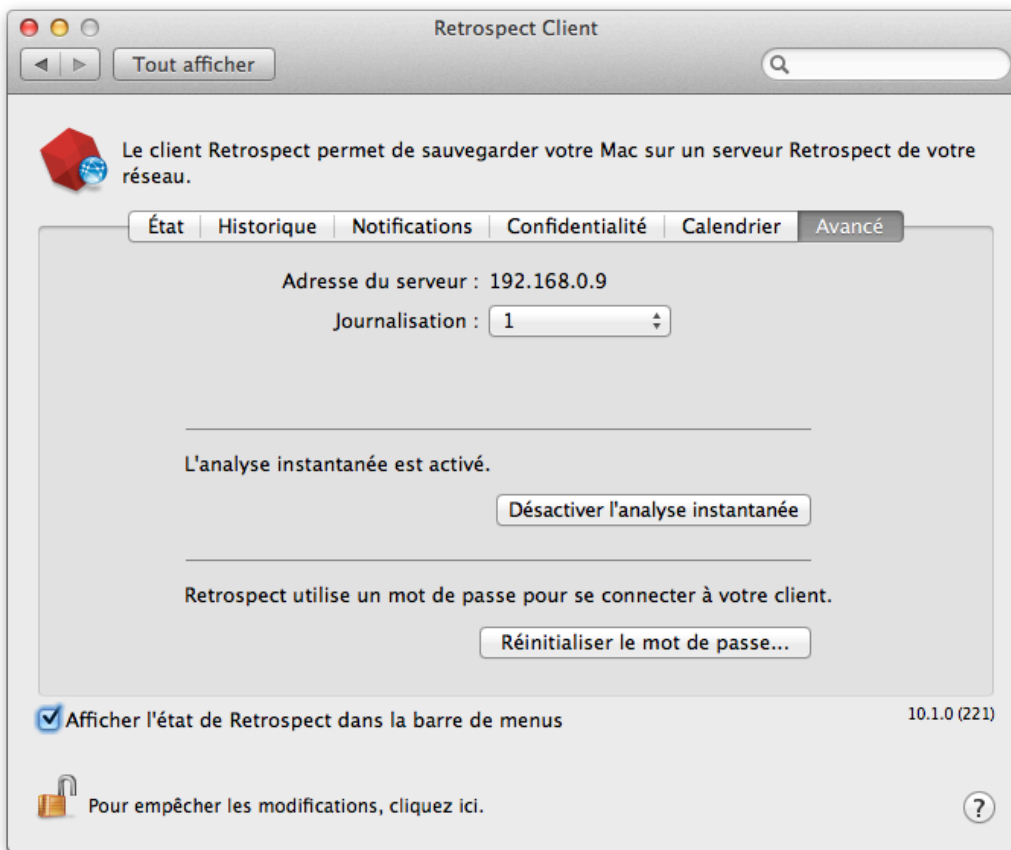 Retrospect Client
Tout afficher
Le client Retrospect permet de sauvegarder votre Mac sur un serveur Retrospect de votre
réseau.
État Historique Notifications Confidentialité Calendrier Avancé
Adresse du serveur : 192.168.0.9
Journalisation : 1
L'analyse instantanée est activé.
Désactiver l'analyse instantanée
Retrospect utilise un mot de passe pour se connecter à votre client.
Réinitialiser le mot de passe...
Afficher l'état de Retrospect dans la barre de menus
10.1.0 (221)
Pour empêcher les modifications, cliquez ici.
?